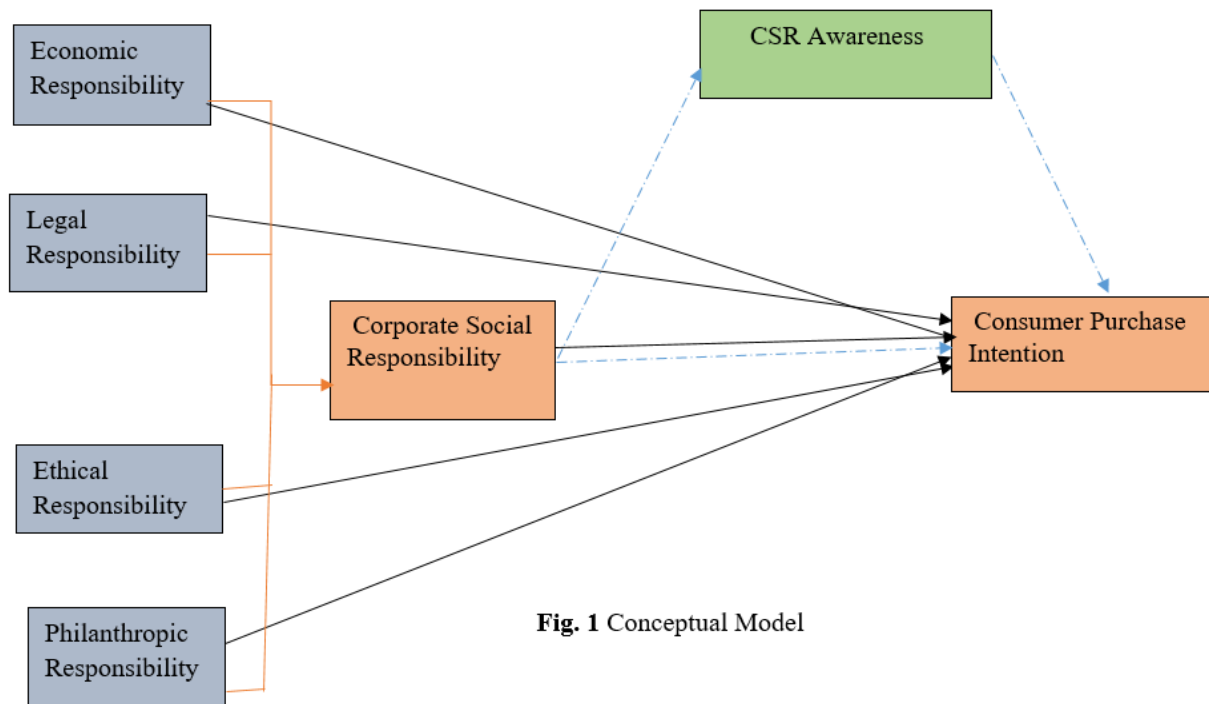 Economic
Responsibility
CSR Awareness
Legal
Responsibility
Corporate Social
Responsibility
Consumer Purchase
Intention
Ethical
Responsibility
Philanthropic
Responsibility
Fig. 1 Conceptual Model